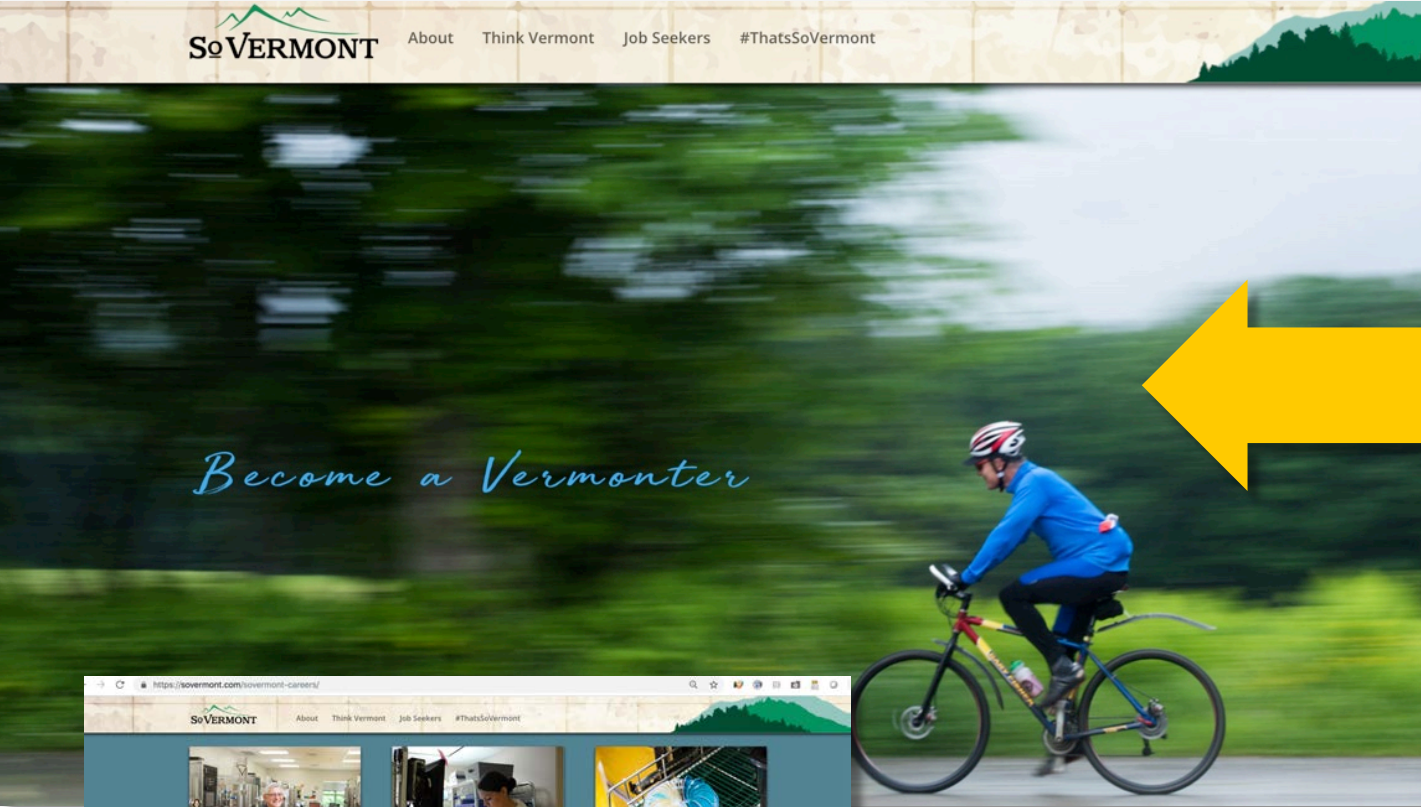 SoVERMONT About Think Vermont Job Seekers #ThatsSoVermont
Become a Vermonter
https://sovermont.com/sovermont-careers/
SoVERMONT About Think Vermont Job Seekers #ThatsSoVermont